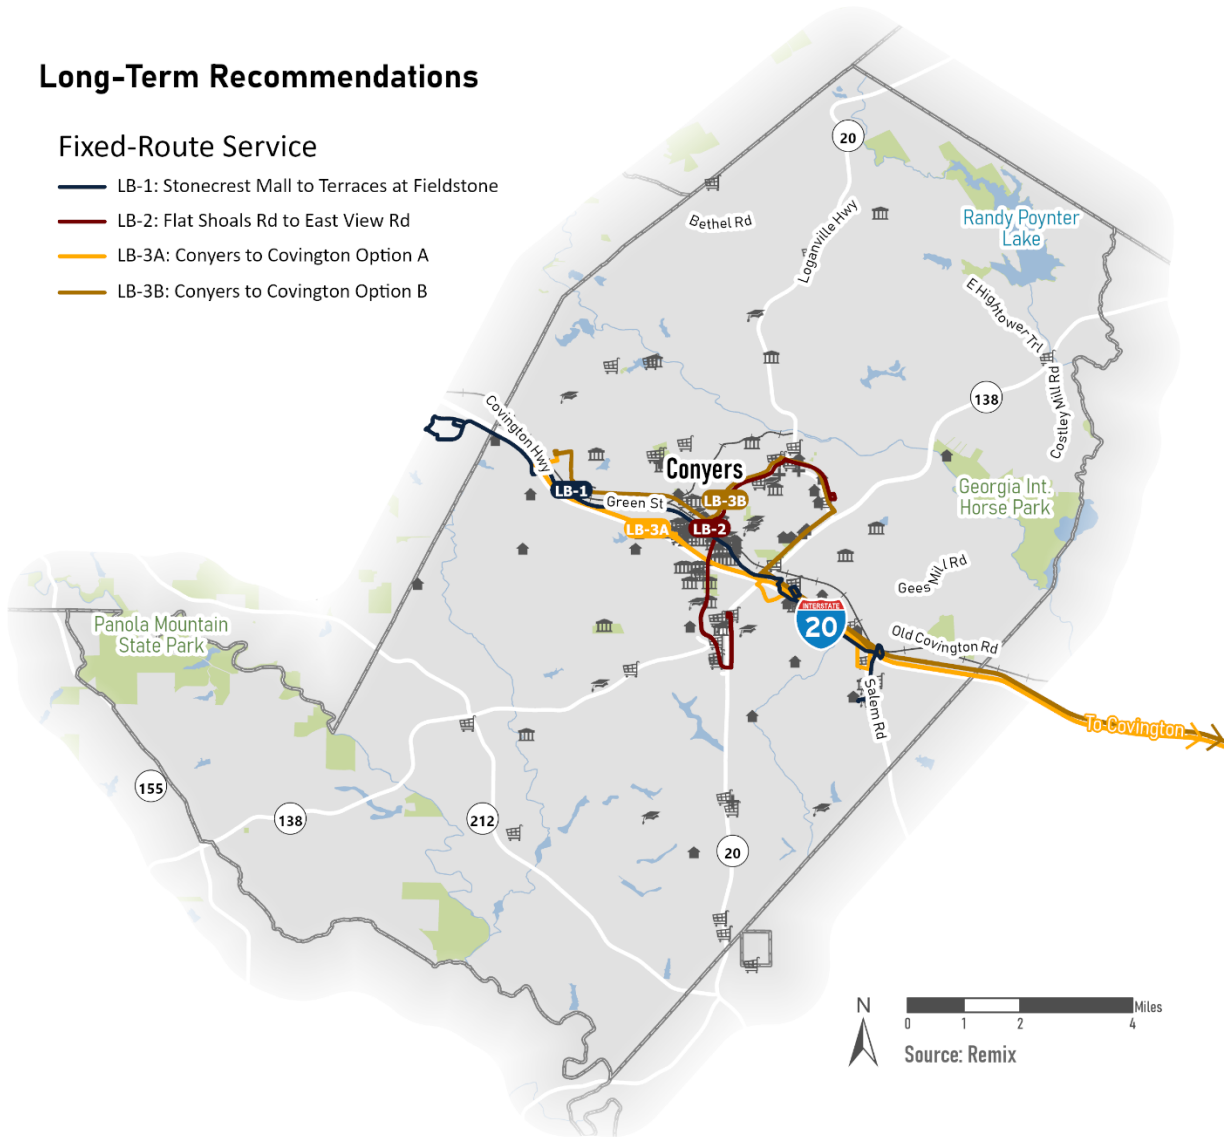 Long-Term Recommendations
Fixed-Route Service
LB-1: Stonecrest Mall to Terraces at Fieldstone
LB-2: Flat Shoals Rd to East View Rd
LB-3A: Conyers to Covington Option A
LB-3B: Conyers to Covington Option B
20
Bethel Rd
Loganville Hwy
Randy Poynter
Lake
E Hightower Trl
138
Costley Mill Rd
Covington Hwy
Conyers
LB-1
Green St
LB-3B
LB-3A
LB-2
Georgia Int.
Horse Park
Gees Mill Rd
INTERSTATE
20
Old Covington Rd
Panola Mountain
State Park
Salem Rd
To Covington
155
138
212
20
N
Miles
0
1
2
4
Source: Remix